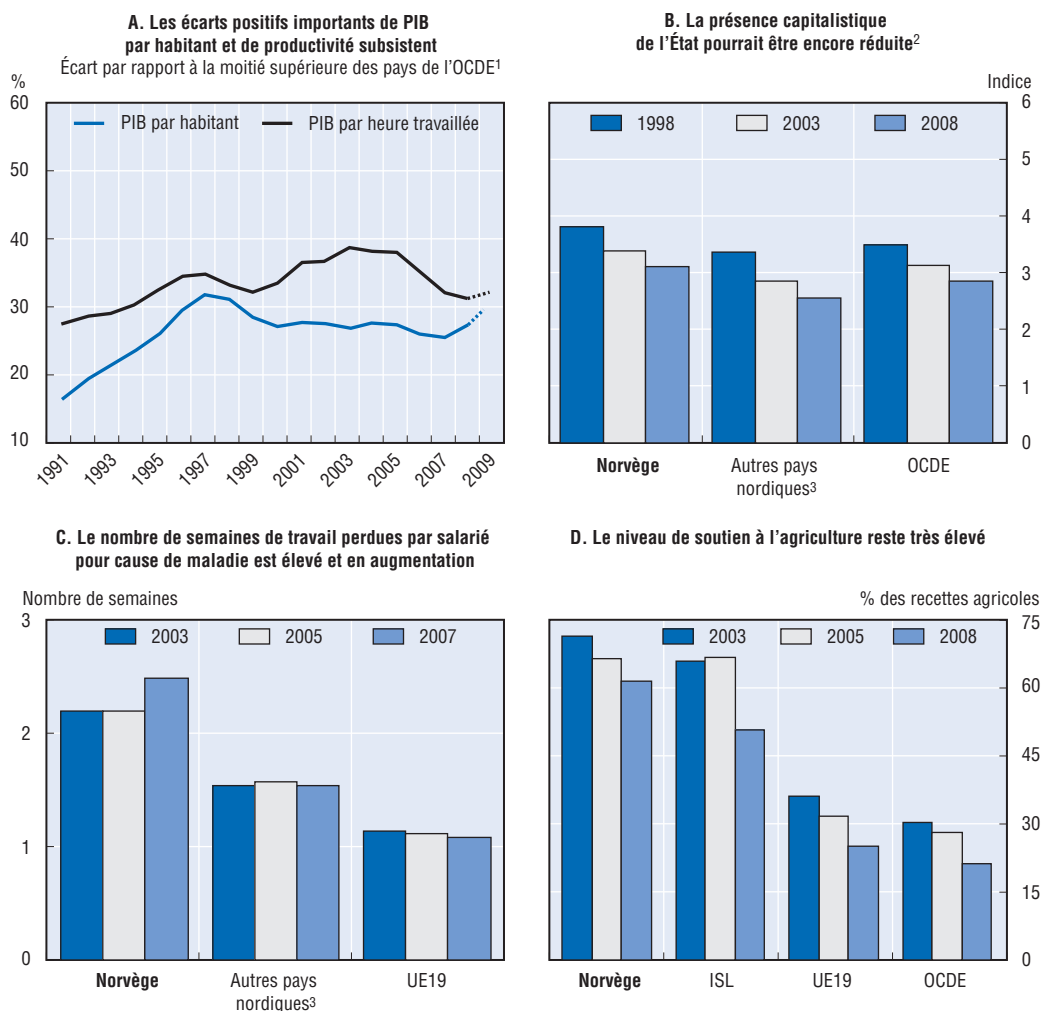 A. Les écarts positifs importants de PIB
par habitant et de productivité subsistent
Écart par rapport à la moitié supérieure des pays de l'OCDE1
%
60
50
40
30
20
10
PIB par habitant
PIB par heure travaillée
1991
1993
1995
1997
1999
2001
2003
2005
2007
2009
B. La présence capitalistique
de l'État pourrait être encore réduite2
Indice
6
5
4
3
2
1
0
1998
2003
2008
Norvège
Autres pays
nordiques3
OCDE
C. Le nombre de semaines de travail perdues par salarié
pour cause de maladie est élevé et en augmentation
Nombre de semaines
3
2
1
0
2003
2005
2007
Norvège
Autres pays
nordiques3
UE19
D. Le niveau de soutien à l'agriculture reste très élevé
% des recettes agricoles
75
60
45
30
15
0
2003
2005
2008
Norvège
ISL
UE19
OCDE